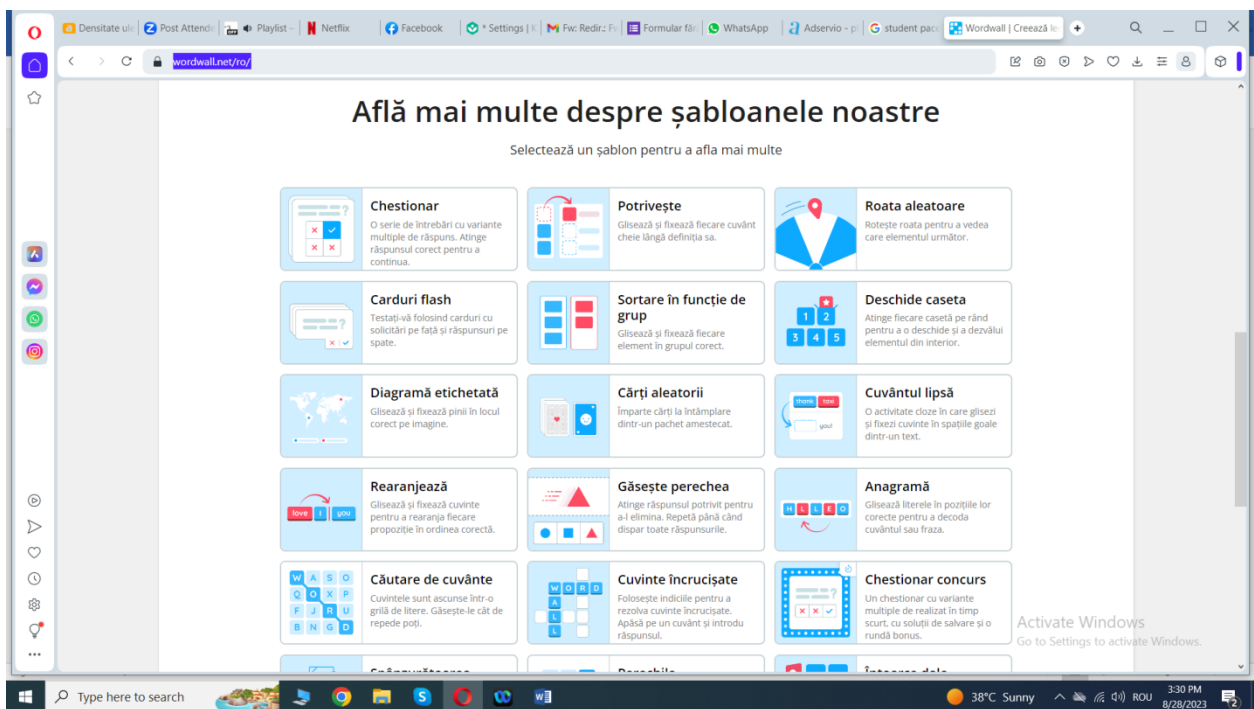 Densitate ule
Post Attende
Playlist -
Netflix
Facebook
* Settings | K
Fw: Redir.: Fv
Formular făr
WhatsApp
Adservio - p
student pac
Wordwall | Creează le
wordwall.net/ro/
Află mai multe despre șabloanele noastre
Selectează un șablon pentru a afla mai multe
Chestionar
O serie de întrebări cu variante
multiple de răspuns. Atinge
răspunsul corect pentru a
continua.
Potrivește
Glisează și fixează fiecare cuvânt
cheie lângă definiția sa.
Roata aleatoare
Rotește roata pentru a vedea
care elementul următor.
Carduri flash
Testați-vă folosind carduri cu
solicitări pe față și răspunsuri pe
spate.
Sortare în funcție de
grup
Glisează și fixează fiecare
element în grupul corect.
1 2
3 4 5
Deschide caseta
Atinge fiecare casetă pe rând
pentru a o deschide și a dezvălui
elementul din interior.
Diagramă etichetată
Glisează și fixează pinii în locul
corect pe imagine.
Cărți aleatorii
Împarte cărți la întâmplare
dintr-un pachet amestecat.
thank taxi
you!
Cuvântul lipsă
O activitate cloze în care glisezi
și fixezi cuvinte în spațiile goale
dintr-un text.
love I you
Rearanjează
Glisează și fixează cuvinte
pentru a rearanja fiecare
propoziție în ordinea corectă.
Găsește perechea
Atinge răspunsul potrivit pentru
a-l elimina. Repetă până când
dispar toate răspunsurile.
H L L E O
Anagramă
Glisează literele în pozițiile lor
corecte pentru a decoda
cuvântul sau fraza.
W A S O
Q O X P
F J R U
B N G D
Căutare de cuvânte
Cuvintele sunt ascunse într-o
grilă de litere. Găsește-le cât de
repede poți.
W O R D
A
L
L
Cuvinte încrucișate
Folosește indiciile pentru a
rezolva cuvinte încrucișate.
Apăsă pe un cuvânt și introdu
răspunsul.
Chestionar concurs
Un chestionar cu variante
multiple de realizat în timp
scurt, cu soluții de salvare și o
rundă bonus.
Activate Windows
Go to Settings to activate Windows.
Type here to search
38°C Sunny
ROU
3:30 PM
8/28/2023
2